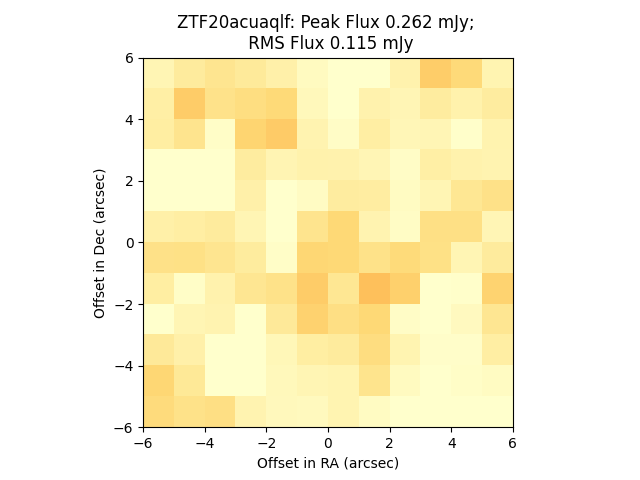 ZTF20acuaqlf: Peak Flux 0.262 mJy;
RMS Flux 0.115 mJy
6
4
2
0
−2
−4
−6
Offset in Dec (arcsec)
−6 −4 −2 0 2 4 6
Offset in RA (arcsec)